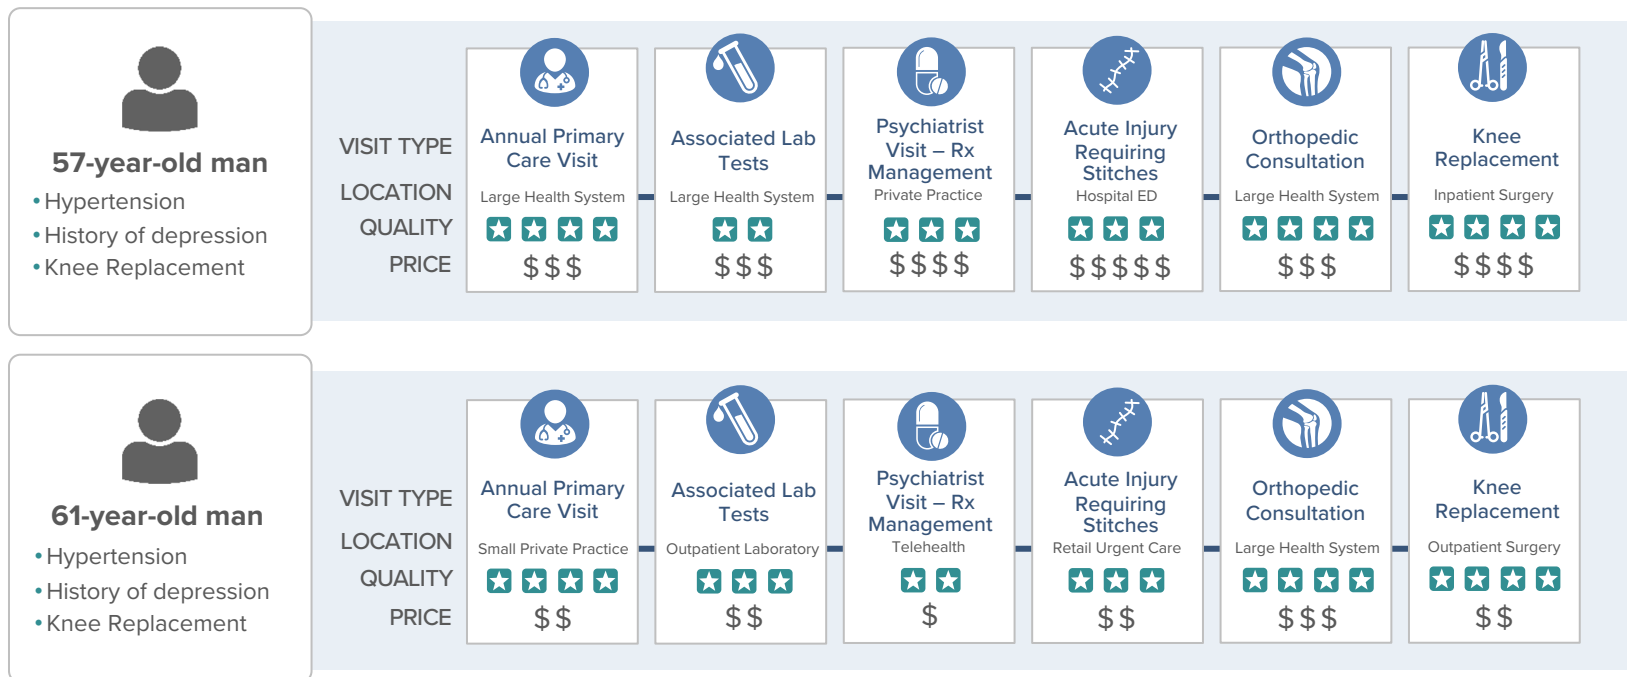 57-year-old man
• Hypertension
• History of depression
• Knee Replacement
VISIT TYPE
LOCATION
QUALITY
PRICE
Annual Primary
Care Visit
Large Health System
$$$
Associated Lab
Tests
Large Health System
$$$
Psychiatrist
Visit – Rx
Management
Private Practice
$$$$
Acute Injury
Requiring
Stitches
Hospital ED
$$$$$
Orthopedic
Consultation
Large Health System
$$$
Knee
Replacement
Inpatient Surgery
$$$$
61-year-old man
• Hypertension
• History of depression
• Knee Replacement
VISIT TYPE
LOCATION
QUALITY
PRICE
Annual Primary
Care Visit
Small Private Practice
$$
Associated Lab
Tests
Outpatient Laboratory
$$
Psychiatrist
Visit – Rx
Management
Telehealth
$
Acute Injury
Requiring
Stitches
Retail Urgent Care
$$
Orthopedic
Consultation
Large Health System
$$$
Knee
Replacement
Outpatient Surgery
$$